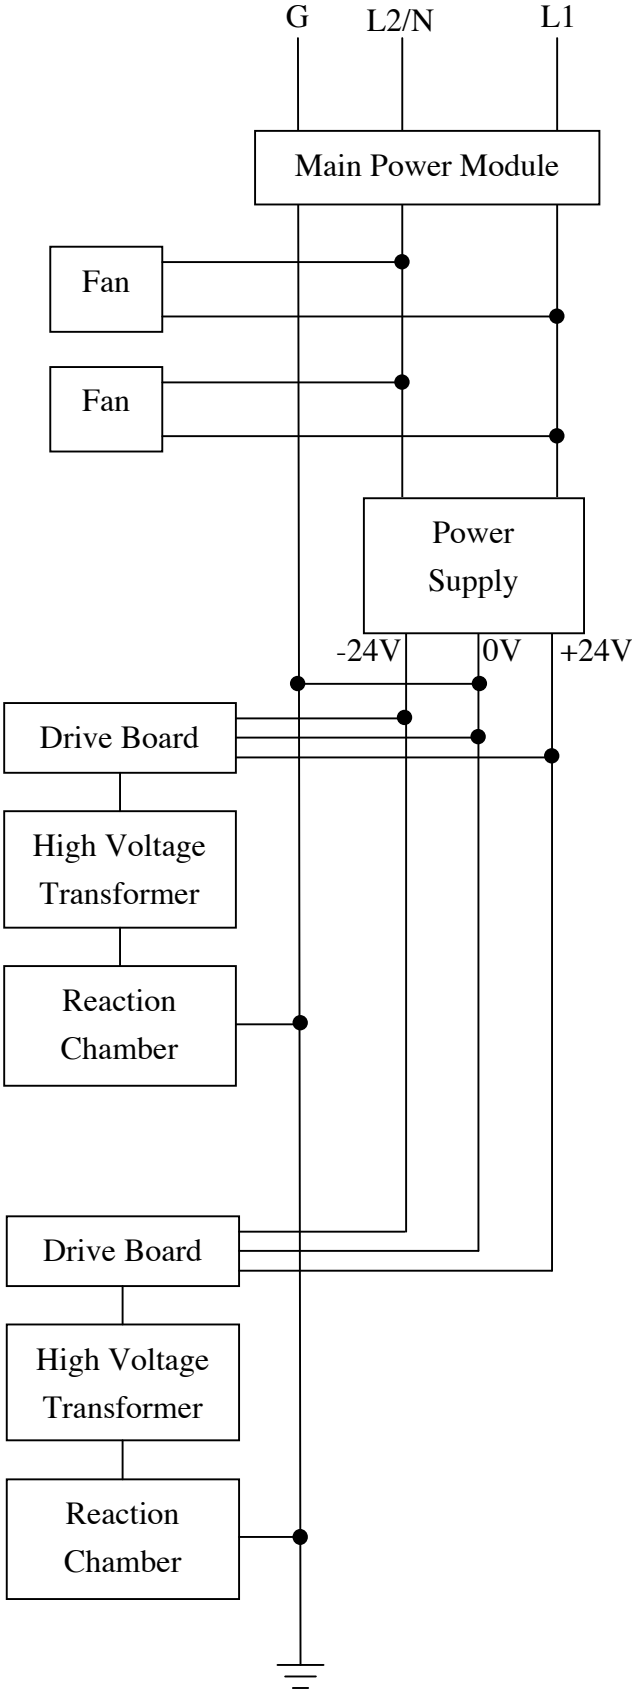 G L2/N L1
Main Power Module
Fan
Fan
Power
Supply
-24V 0V +24V
Drive Board
High Voltage
Transformer
Reaction
Chamber
Drive Board
High Voltage
Transformer
Reaction
Chamber